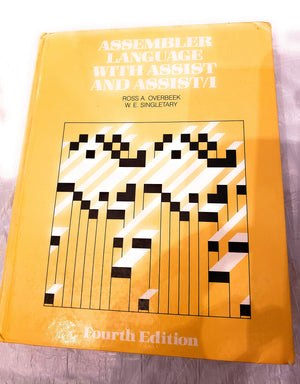 ASSEMBLER
LANGUAGE
WITH ASSIST
AND ASSIST/I
ROSS A. OVERBEEK
W. E. SINGLETARY
Fourth Edition